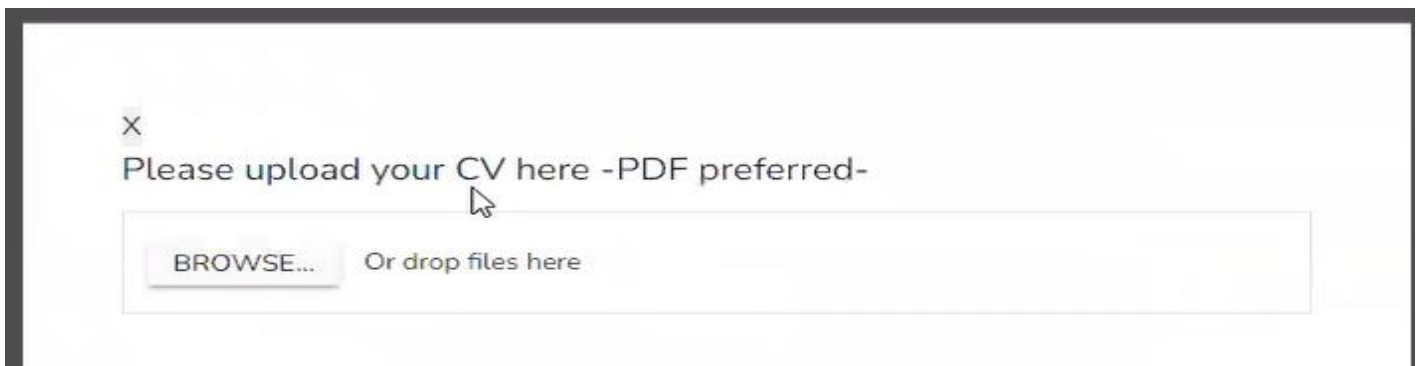 X
Please upload your CV here -PDF preferred-
BROWSE... Or drop files here